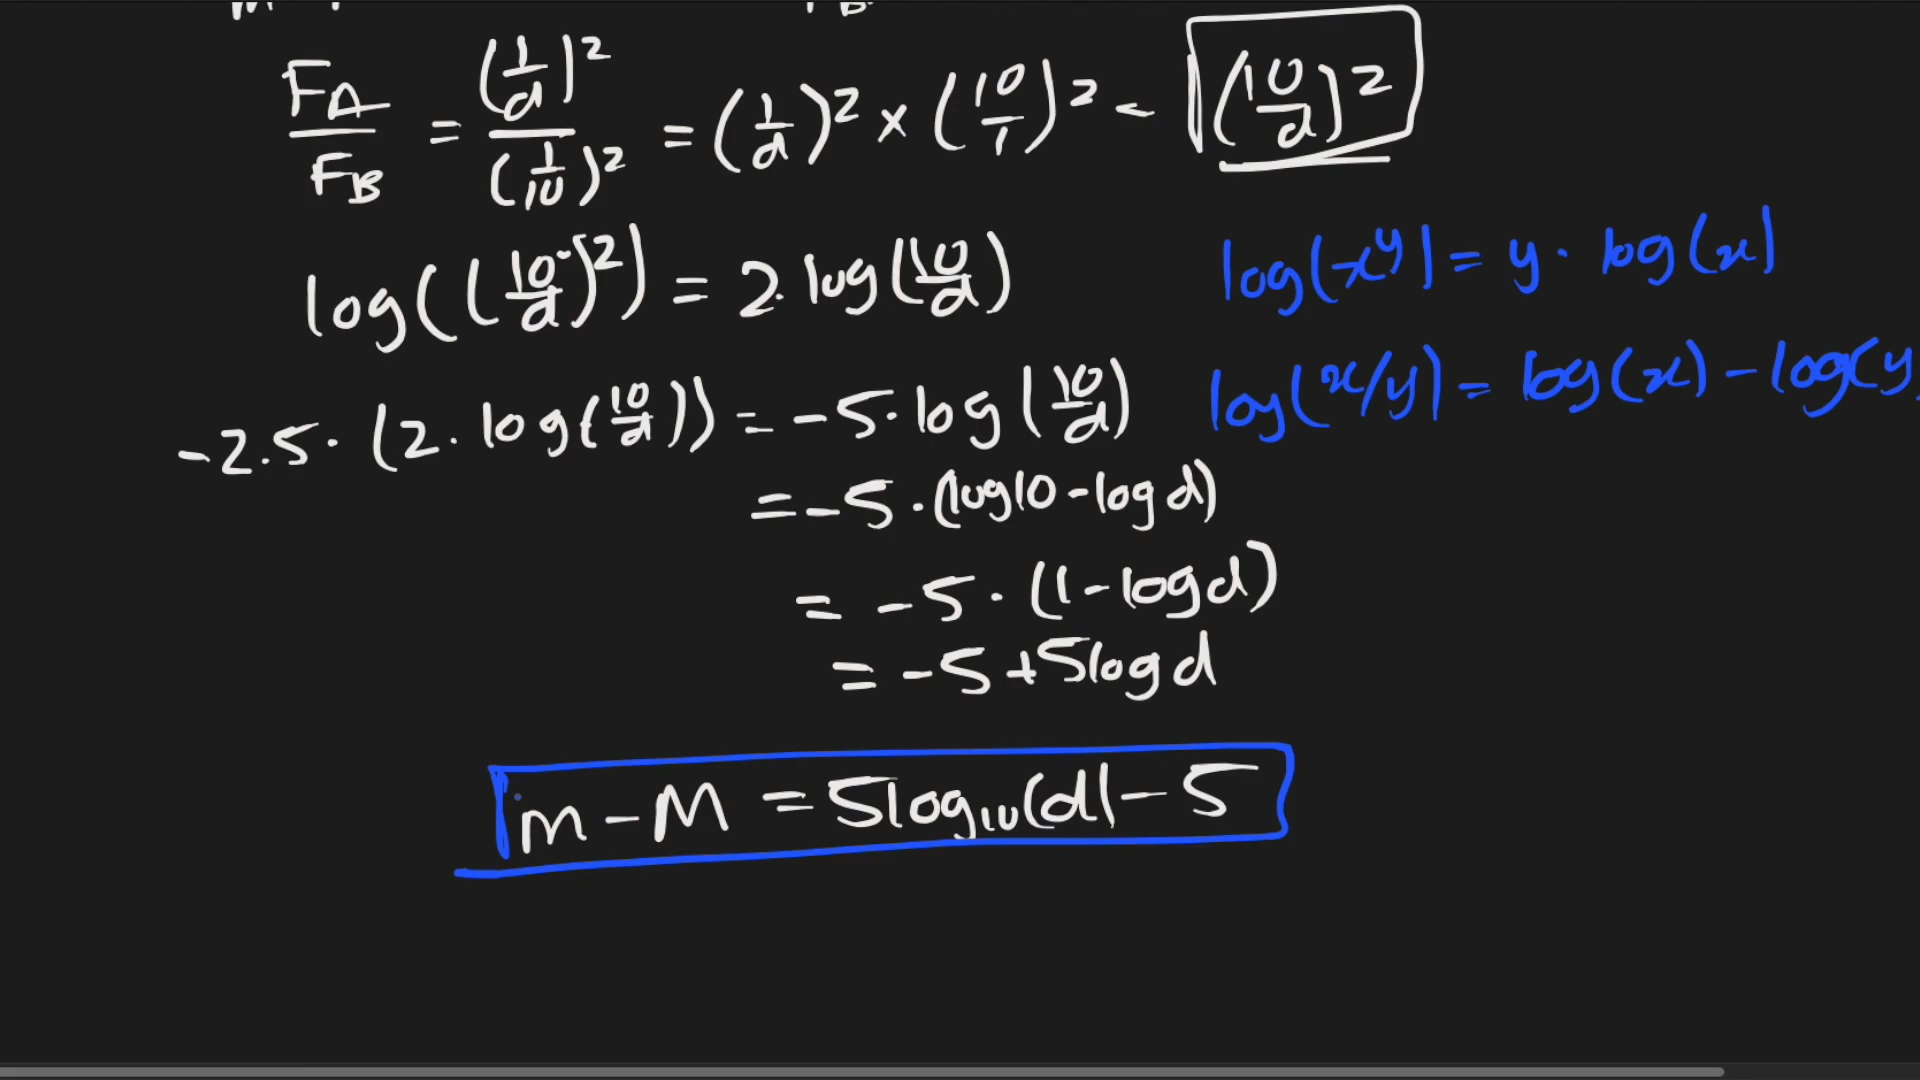 F_A/F_B = (1/d)²/(1/10)² = (1/d)² × (10/1)² = (10/d)²
log((10/d)²) = 2·log(10/d)
log(x^y) = y·log(x)
-2.5·(2·log(10/d)) = -5·log(10/d)
log(x/y) = log(x) - log(y
= -5·(log10 - log d)
= -5·(1 - log d)
= -5 + 5log d
m - M = 5log₁₀(d) - 5